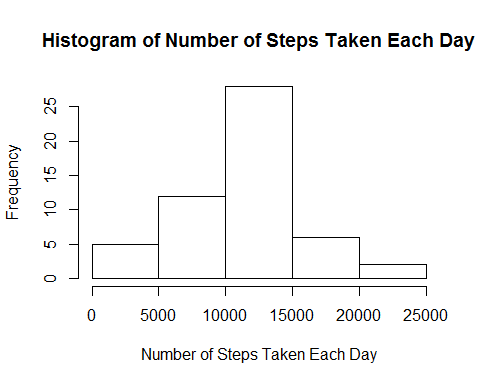 Histogram of Number of Steps Taken Each Day
Frequency
25
20
15
10
5
0
0 5000 10000 15000 20000 25000
Number of Steps Taken Each Day